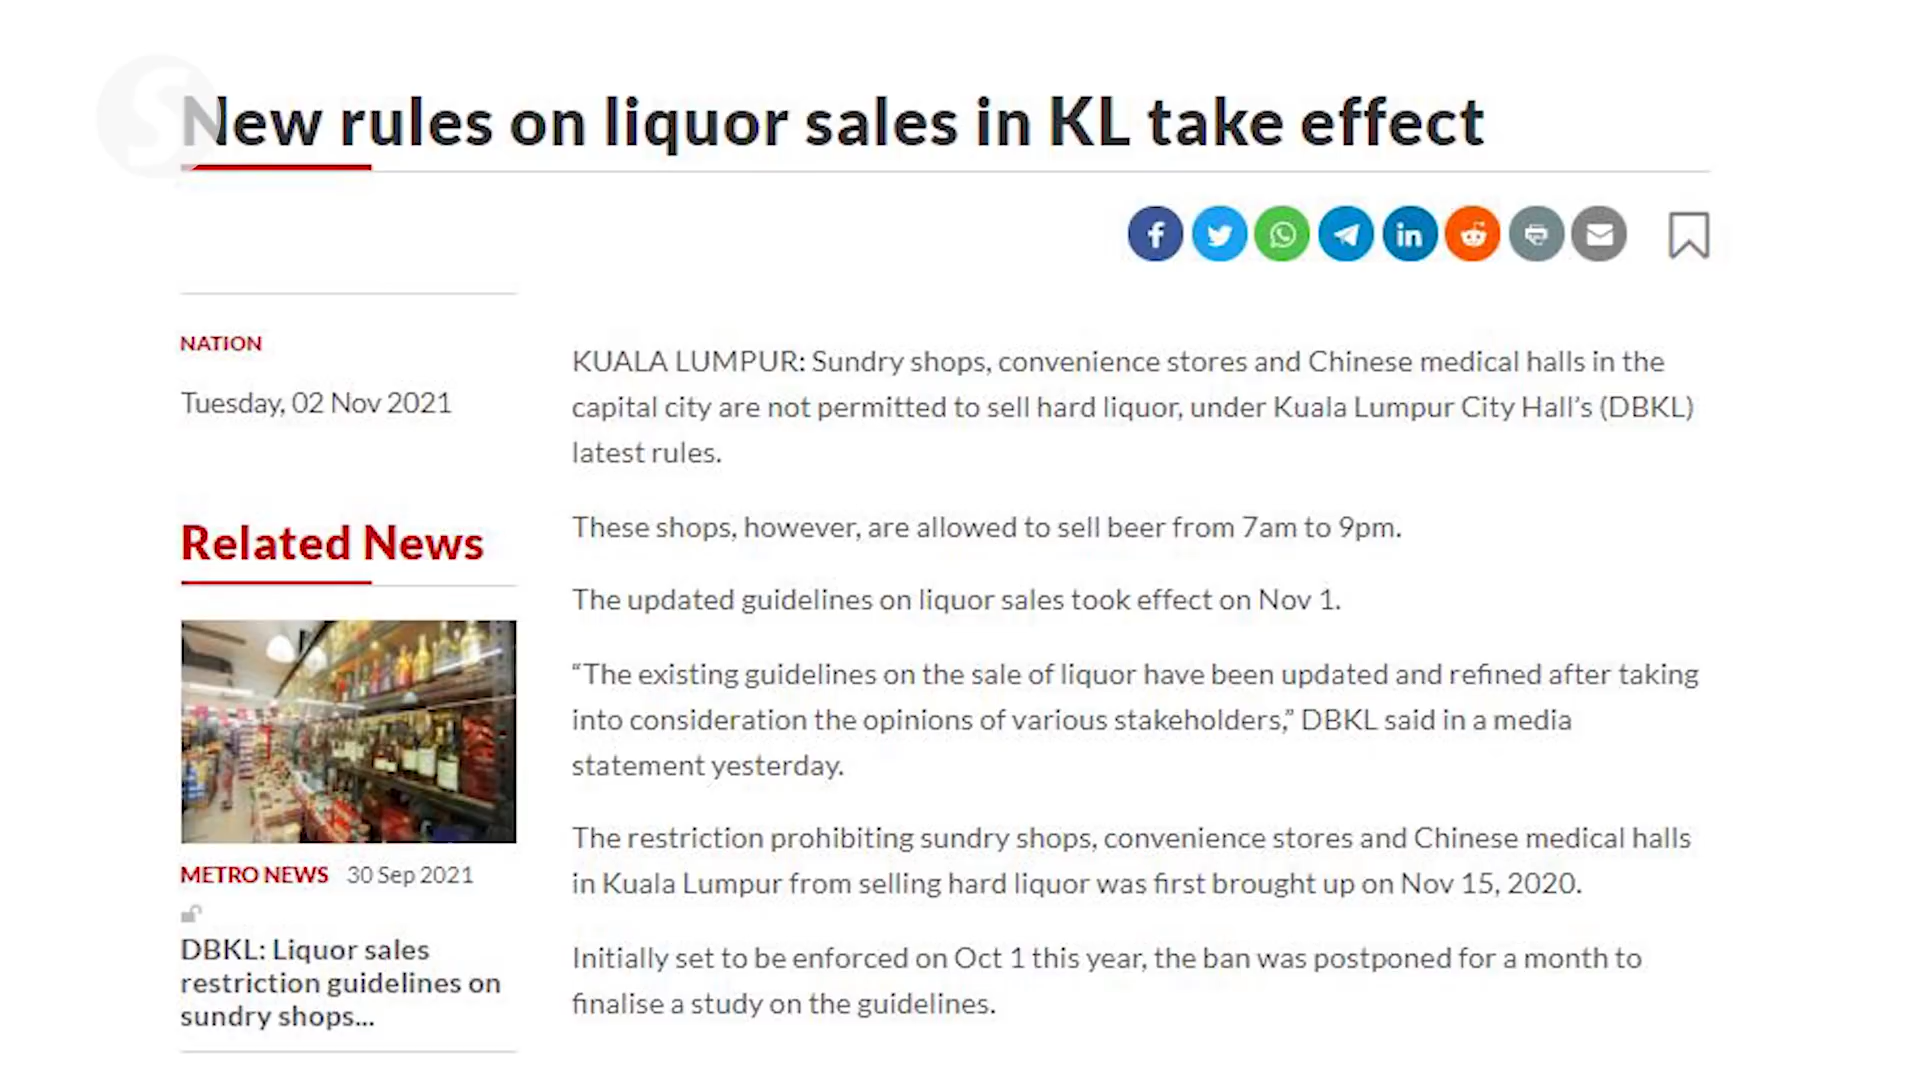 New rules on liquor sales in KL take effect
NATION
Tuesday, 02 Nov 2021
KUALA LUMPUR: Sundry shops, convenience stores and Chinese medical halls in the
capital city are not permitted to sell hard liquor, under Kuala Lumpur City Hall's (DBKL)
latest rules.
These shops, however, are allowed to sell beer from 7am to 9pm.
The updated guidelines on liquor sales took effect on Nov 1.
“The existing guidelines on the sale of liquor have been updated and refined after taking
into consideration the opinions of various stakeholders,” DBKL said in a media
statement yesterday.
The restriction prohibiting sundry shops, convenience stores and Chinese medical halls
in Kuala Lumpur from selling hard liquor was first brought up on Nov 15, 2020.
Initially set to be enforced on Oct 1 this year, the ban was postponed for a month to
finalise a study on the guidelines.
Related News
METRO NEWS 30 Sep 2021
DBKL: Liquor sales
restriction guidelines on
sundry shops...